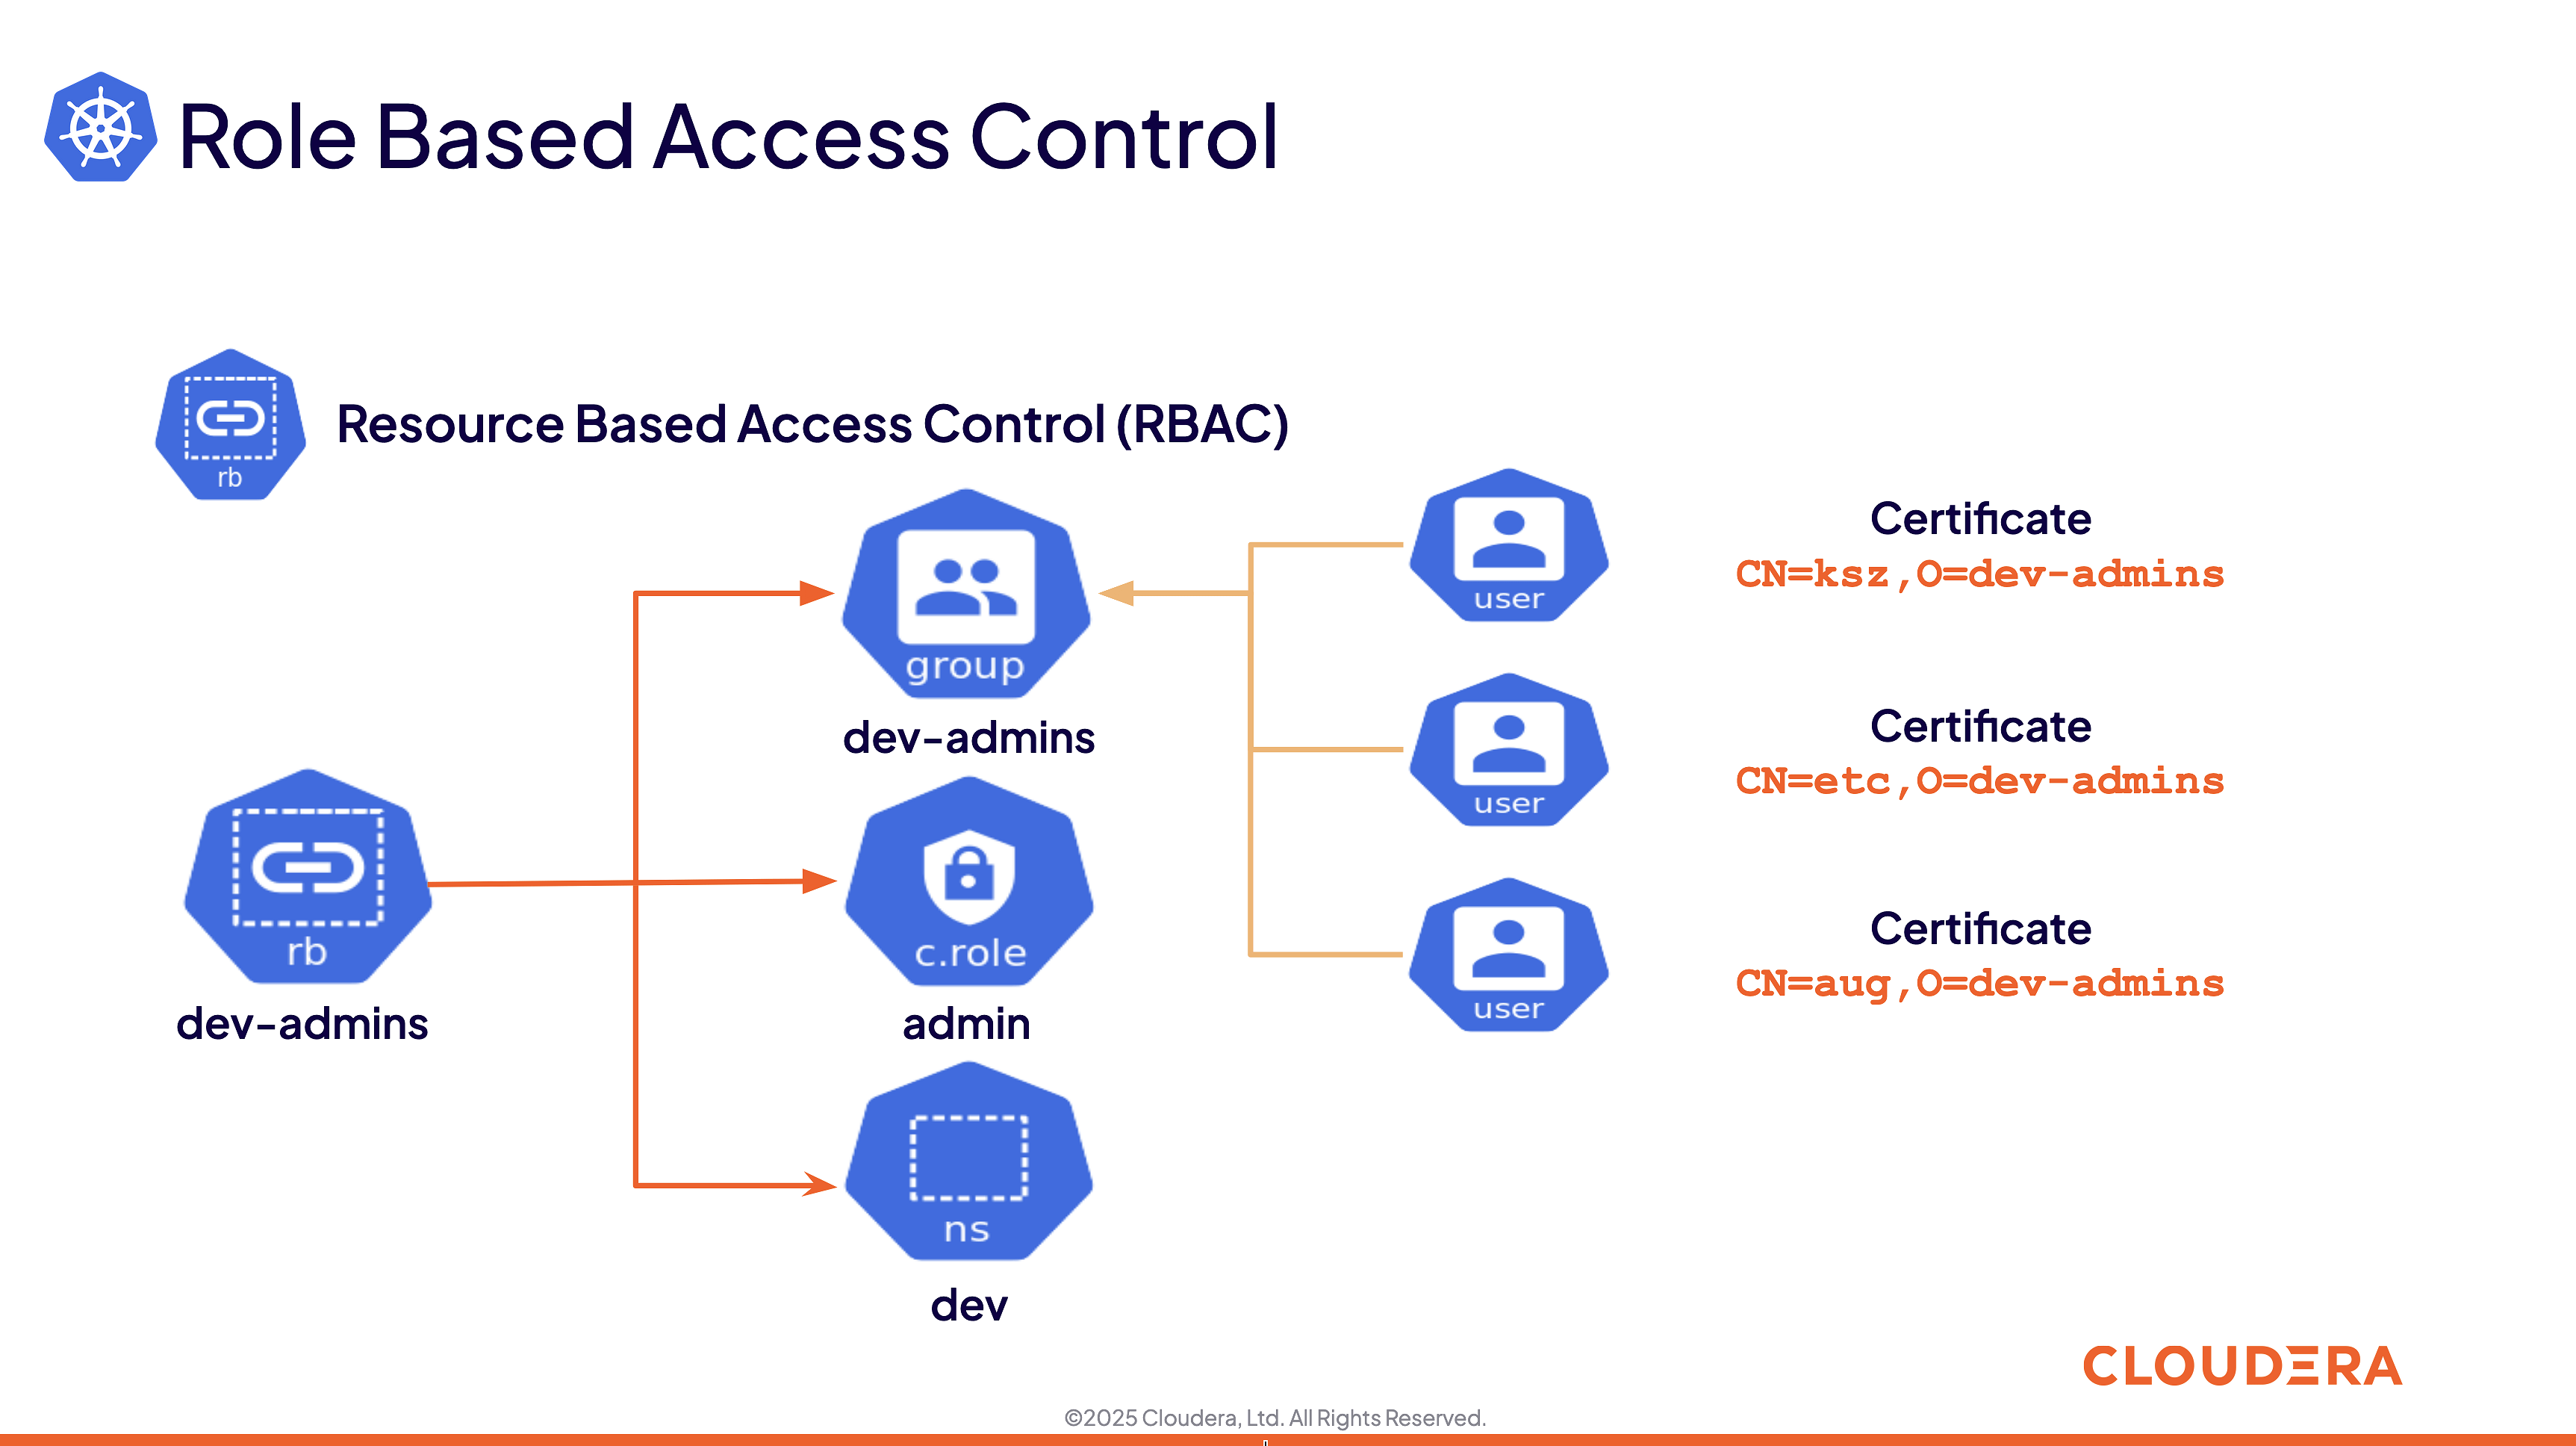 Role Based Access Control
rb
Resource Based Access Control (RBAC)
group
dev-admins
rb
dev-admins
c.role
admin
ns
dev
user
Certificate
CN=ksz,O=dev-admins
user
Certificate
CN=etc,O=dev-admins
user
Certificate
CN=aug,O=dev-admins
CLOUDERA
©2025 Cloudera, Ltd. All Rights Reserved.